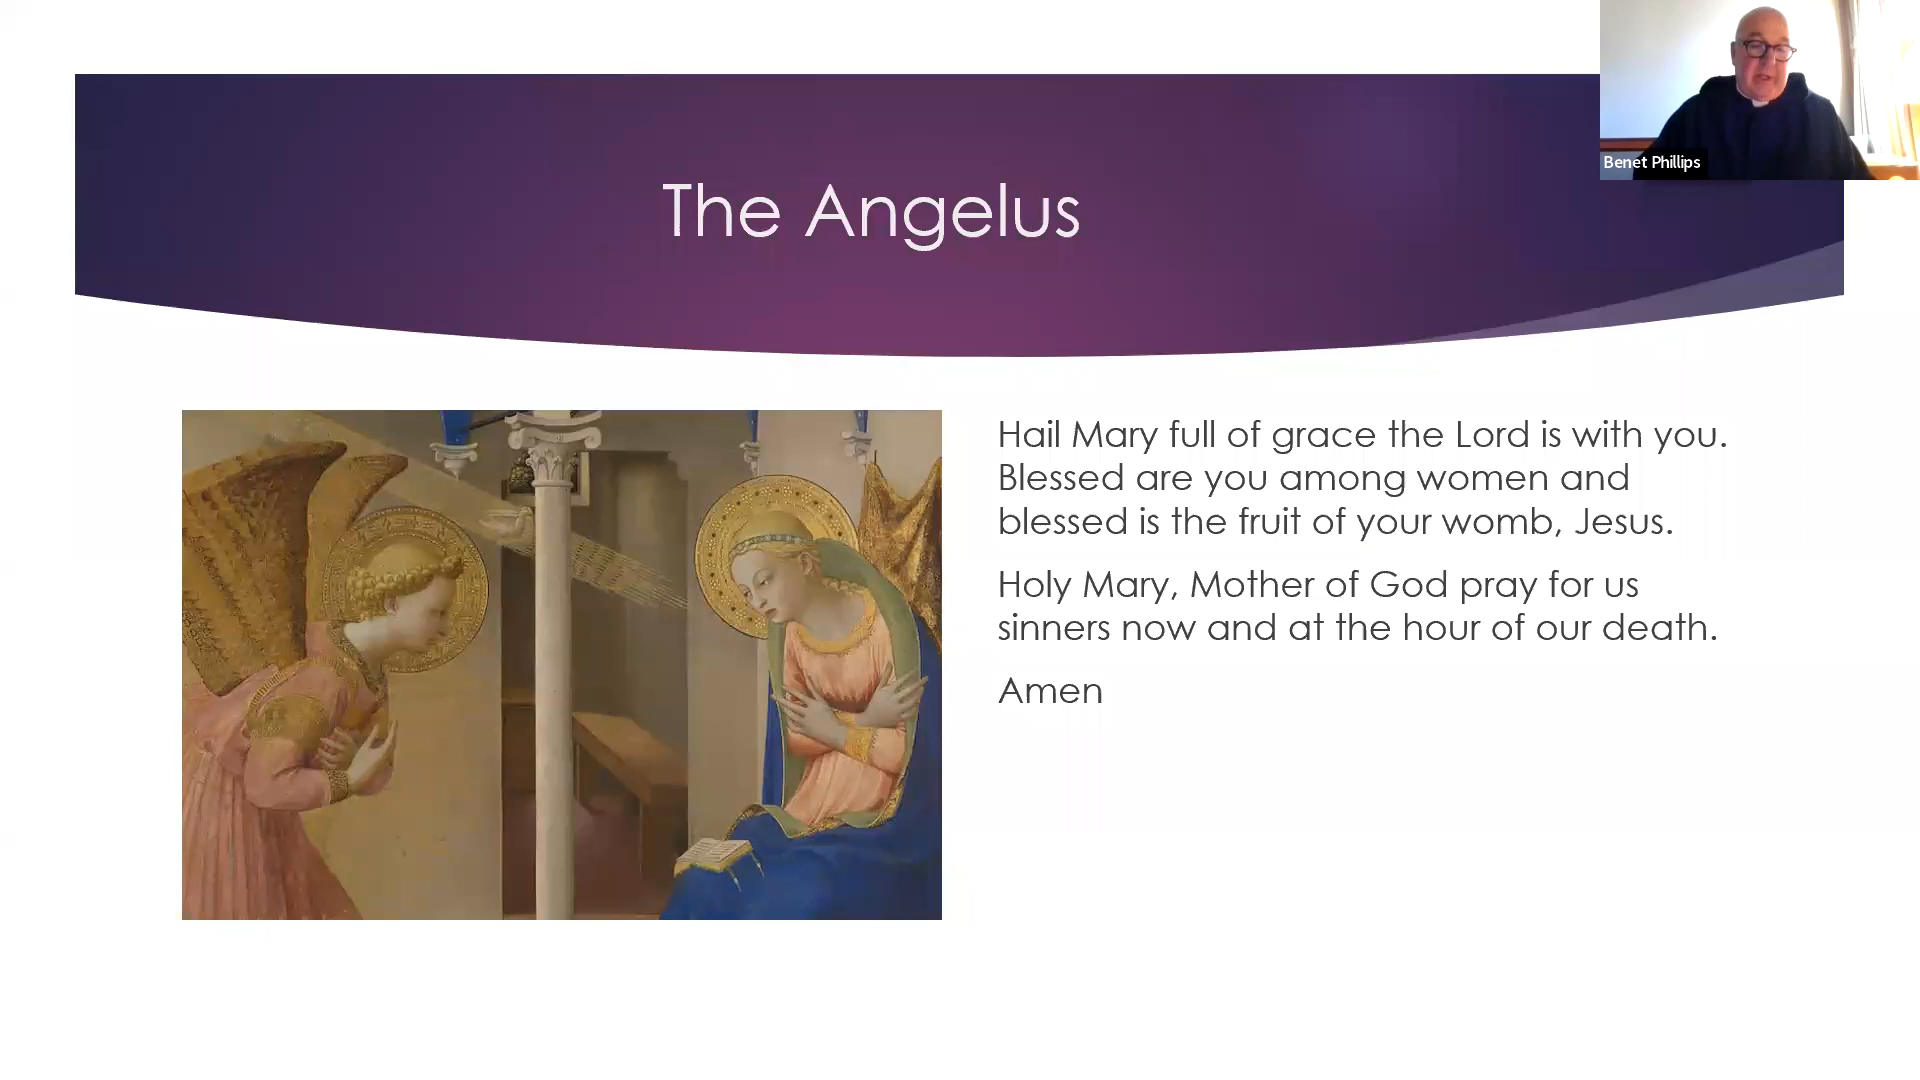 The Angelus
Benet Phillips
Hail Mary full of grace the Lord is with you.
Blessed are you among women and
blessed is the fruit of your womb, Jesus.
Holy Mary, Mother of God pray for us
sinners now and at the hour of our death.
Amen